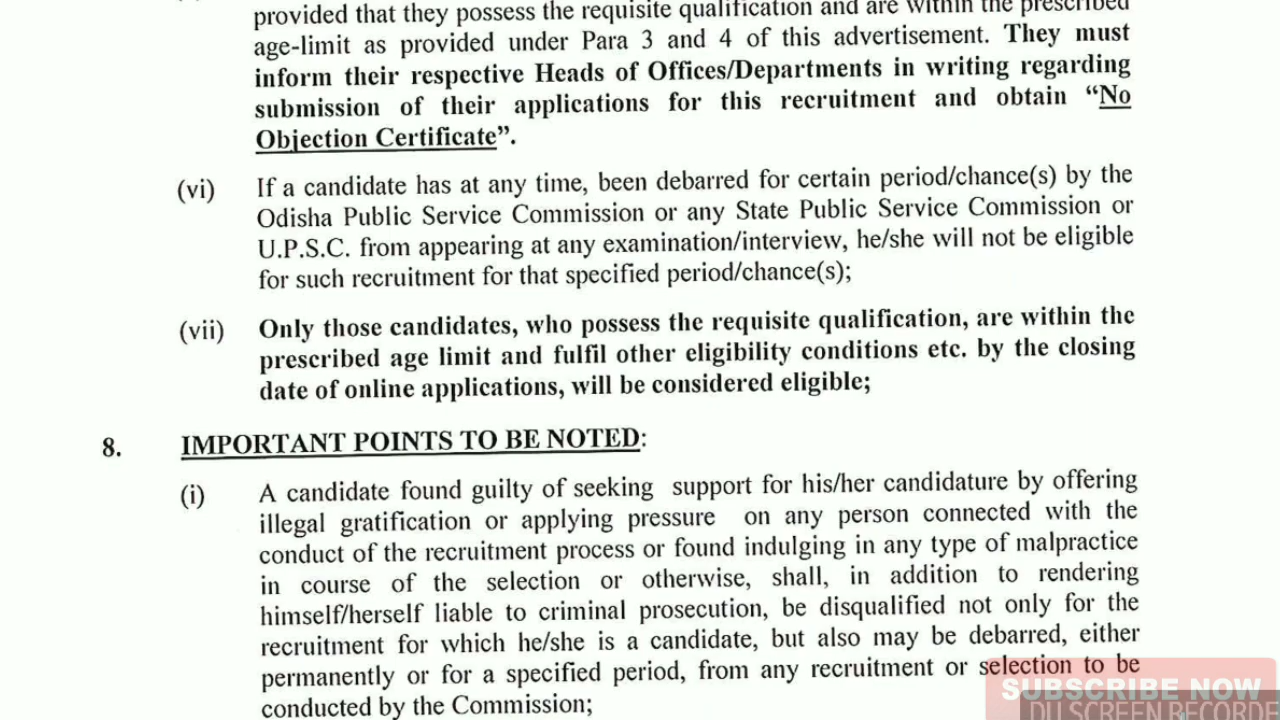 provided that they possess the requisite qualification and are within the prescribed
age-limit as provided under Para 3 and 4 of this advertisement. They must
inform their respective Heads of Offices/Departments in writing regarding
submission of their applications for this recruitment and obtain “No
Objection Certificate”.
(vi) If a candidate has at any time, been debarred for certain period/chance(s) by the
Odisha Public Service Commission or any State Public Service Commission or
U.P.S.C. from appearing at any examination/interview, he/she will not be eligible
for such recruitment for that specified period/chance(s);
(vii) Only those candidates, who possess the requisite qualification, are within the
prescribed age limit and fulfil other eligibility conditions etc. by the closing
date of online applications, will be considered eligible;
8. IMPORTANT POINTS TO BE NOTED:
(i) A candidate found guilty of seeking support for his/her candidature by offering
illegal gratification or applying pressure on any person connected with the
conduct of the recruitment process or found indulging in any type of malpractice
in course of the selection or otherwise, shall, in addition to rendering
himself/herself liable to criminal prosecution, be disqualified not only for the
recruitment for which he/she is a candidate, but also may be debarred, either
permanently or for a specified period, from any recruitment or selection to be
conducted by the Commission;
SUBSCRIBE NOW
DU SCREEN RECORDE